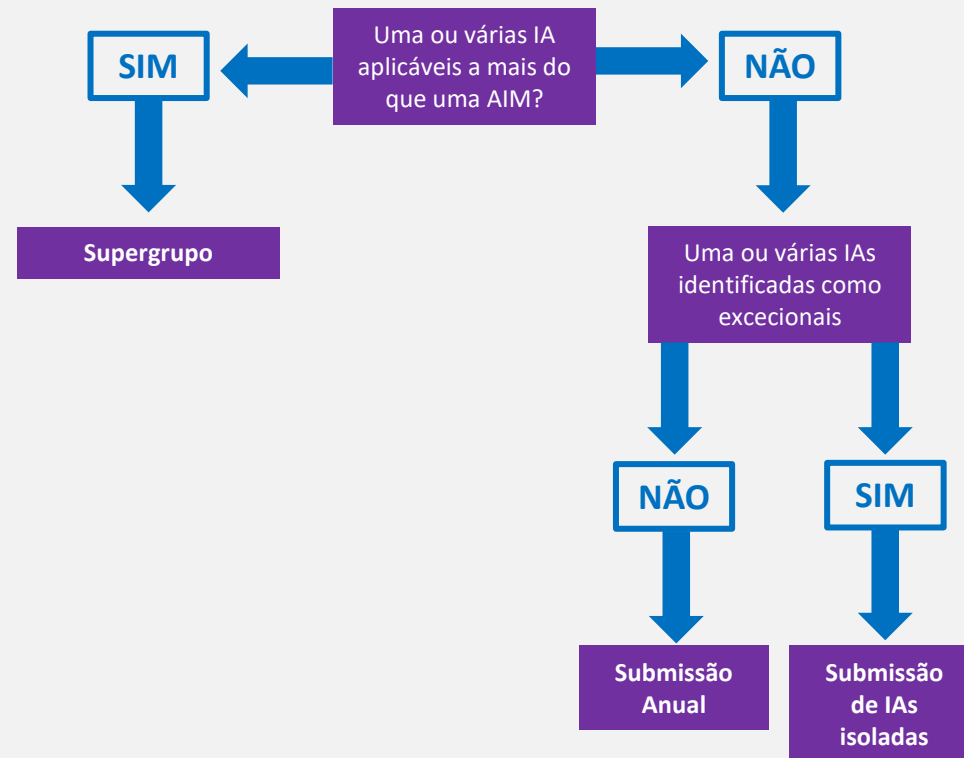 Uma ou várias IA
aplicáveis a mais do
que uma AIM?
SIM
NÃO
Supergrupo
Uma ou várias IAs
identificadas como
excecionais
NÃO
SIM
Submissão
Anual
Submissão
de IAs
isoladas